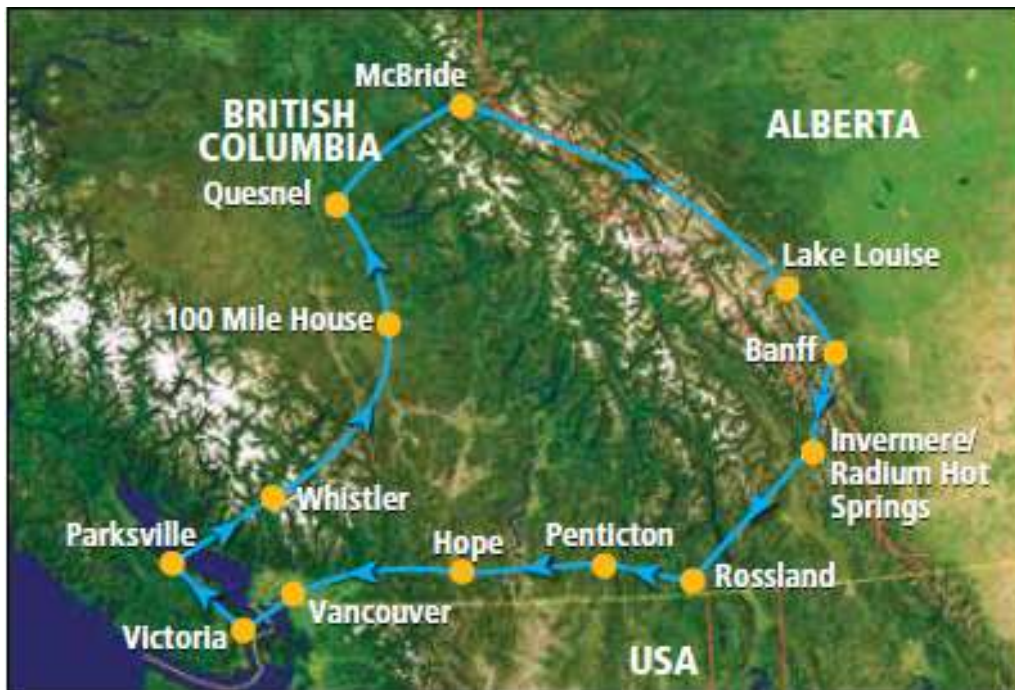 McBride
BRITISH
COLUMBIA
ALBERTA
Quesnel
Lake Louise
100 Mile House
Banff
Invermere/
Radium Hot
Springs
Whistler
Parksville
Hope
Penticton
Rossland
Vancouver
Victoria
USA